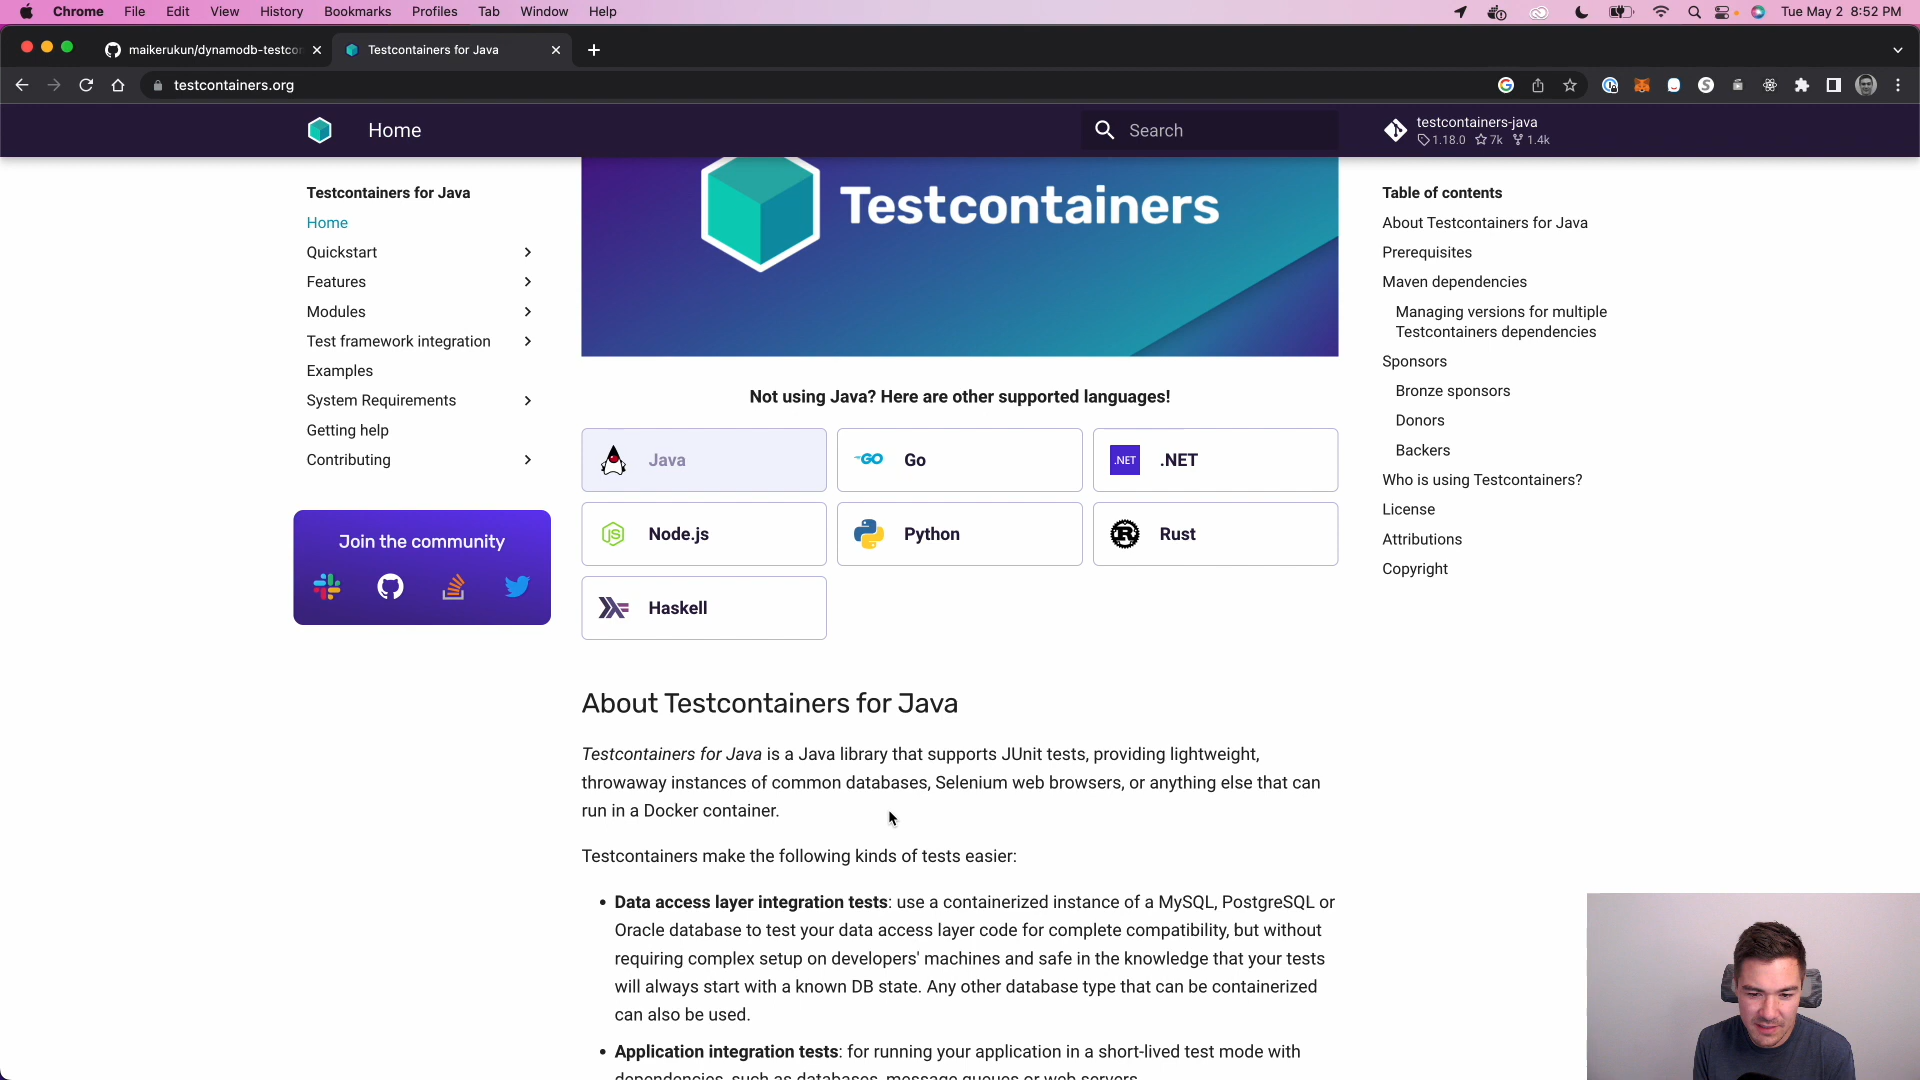 Chrome File Edit View History Bookmarks Profiles Tab Window Help
Tue May 2 8:52 PM
maikerukun/dynamodb-testcon
Testcontainers for Java
testcontainers.org
Home
Search
testcontainers-java
1.18.0 7k 1.4k
Testcontainers for Java
Home
Quickstart
Features
Modules
Test framework integration
Examples
System Requirements
Getting help
Contributing
Join the community
Testcontainers
Not using Java? Here are other supported languages!
Java
GO Go
.NET .NET
Node.js
Python
Rust
Haskell
About Testcontainers for Java
Testcontainers for Java is a Java library that supports JUnit tests, providing lightweight,
throwaway instances of common databases, Selenium web browsers, or anything else that can
run in a Docker container.
Testcontainers make the following kinds of tests easier:
• Data access layer integration tests: use a containerized instance of a MySQL, PostgreSQL or
Oracle database to test your data access layer code for complete compatibility, but without
requiring complex setup on developers' machines and safe in the knowledge that your tests
will always start with a known DB state. Any other database type that can be containerized
can also be used.
• Application integration tests: for running your application in a short-lived test mode with
dependencies, such as databases, message queues or web servers.
Table of contents
About Testcontainers for Java
Prerequisites
Maven dependencies
Managing versions for multiple
Testcontainers dependencies
Sponsors
Bronze sponsors
Donors
Backers
Who is using Testcontainers?
License
Attributions
Copyright